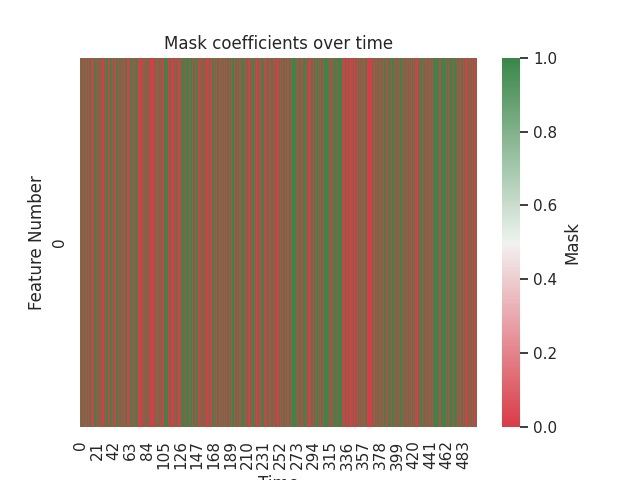 Mask coefficients over time
Feature Number
0
0 21 42 63 84 105 126 147 168 189 210 231 252 273 294 315 336 357 378 399 420 441 462 483
Time
1.0
0.8
0.6
0.4
0.2
0.0
Mask